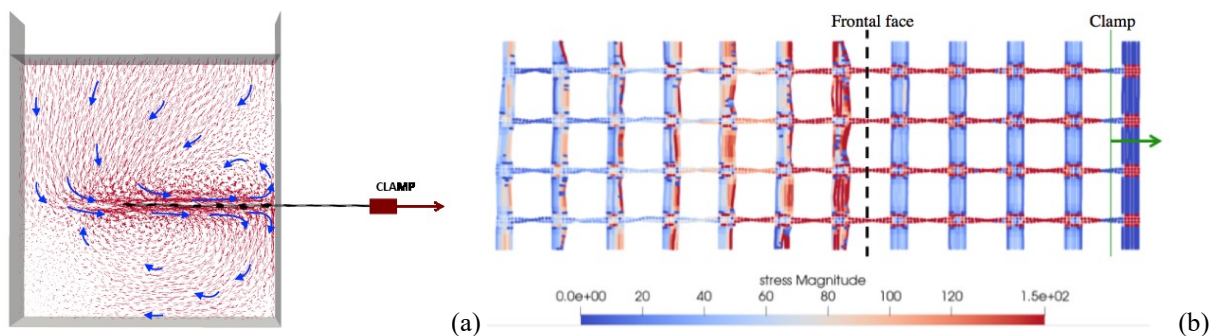 Frontal face
Clamp
CLAMP
stress Magnitude
0.0e+00 20 40 60 80 100 120 1.5e+02
(a)
(b)